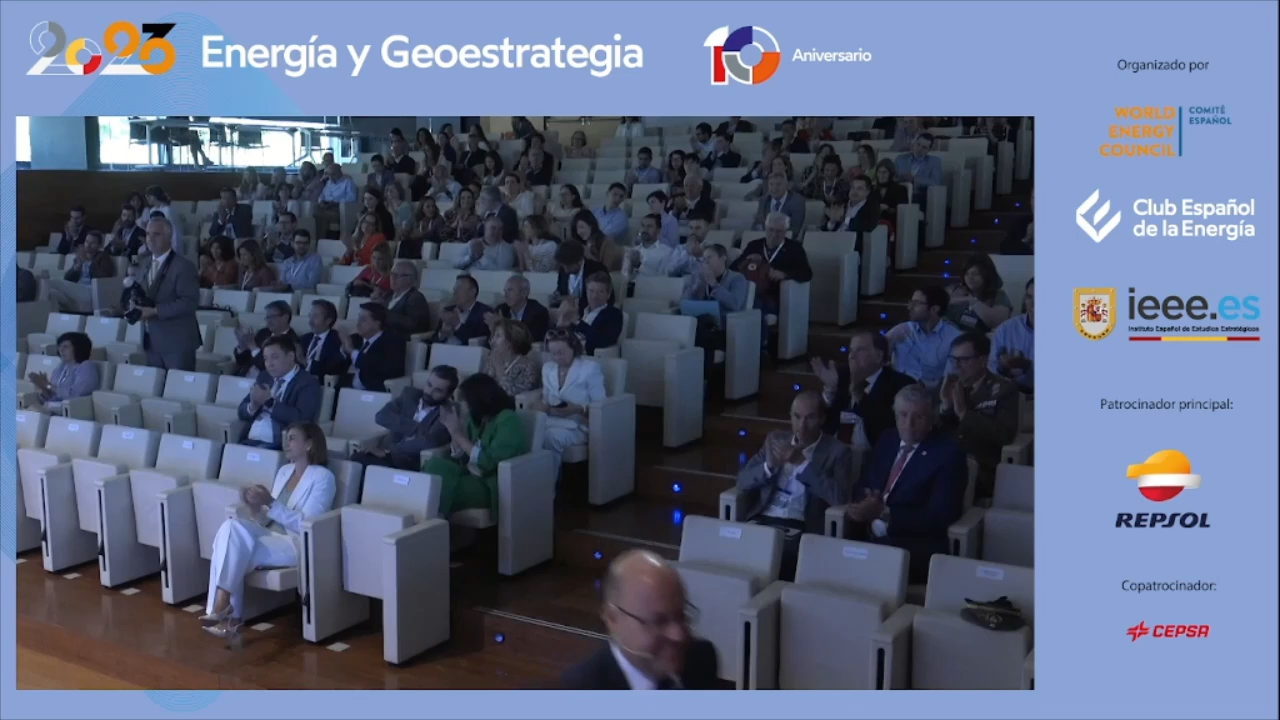 2023 Energía y Geoestrategia
10 Aniversario
Organizado por
WORLD
ENERGY
COUNCIL
COMITÉ
ESPAÑOL
Club Español
de la Energía
ieee.es
Instituto Español de Estudios Estratégicos
Patrocinador principal:
REPSOL
Copatrocinador:
CEPSA